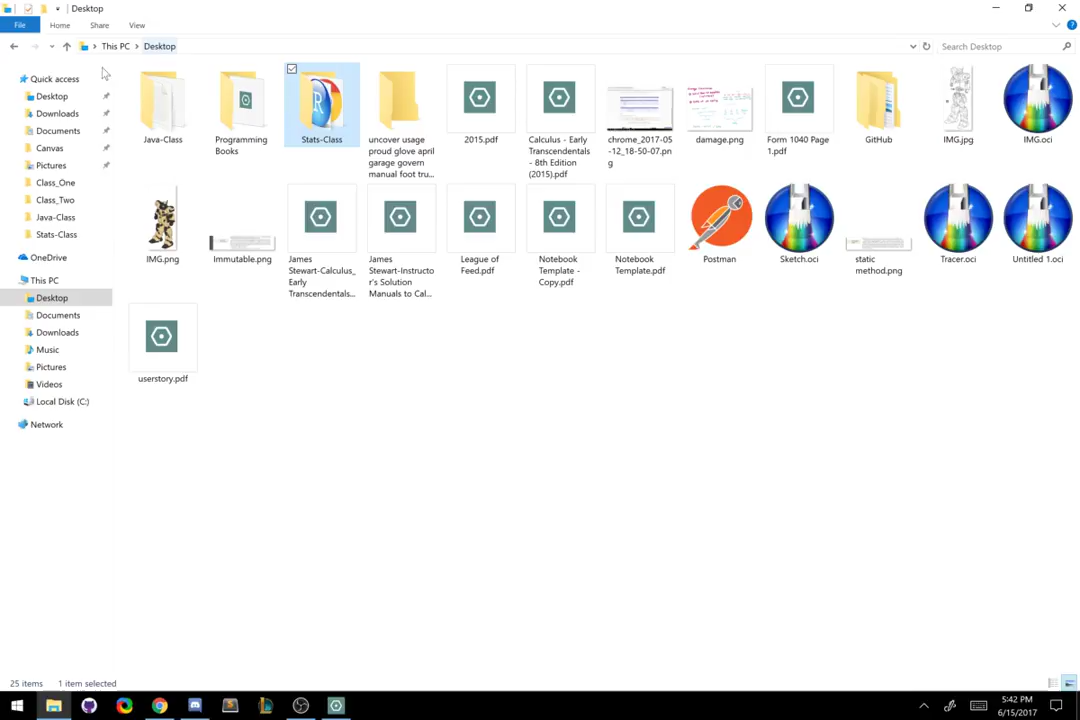 Desktop
File
Home
Share
View
This PC
Desktop
Search Desktop
Quick access
Desktop
Downloads
Documents
Canvas
Pictures
Class_One
Class_Two
Java-Class
Stats-Class
OneDrive
This PC
Desktop
Documents
Downloads
Music
Pictures
Videos
Local Disk (C:)
Network
Java-Class
Programming
Books
Stats-Class
uncover usage
proud glove april
garage govern
manual foot tru...
2015.pdf
Calculus - Early
Transcendentals
- 8th Edition
(2015).pdf
chrome_2017-05
-12_18-50-07.pn
g
damage.png
Form 1040 Page
1.pdf
GitHub
IMG.jpg
IMG.oci
IMG.png
Immutable.png
James
Stewart-Calculus_
Early
Transcendentals...
James
Stewart-Instructo
r's Solution
Manuals to Cal...
League of
Feed.pdf
Notebook
Template -
Copy.pdf
Notebook
Template.pdf
Postman
Sketch.oci
static
method.png
Tracer.oci
Untitled 1.oci
userstory.pdf
25 items
1 item selected
5:42 PM
6/15/2017